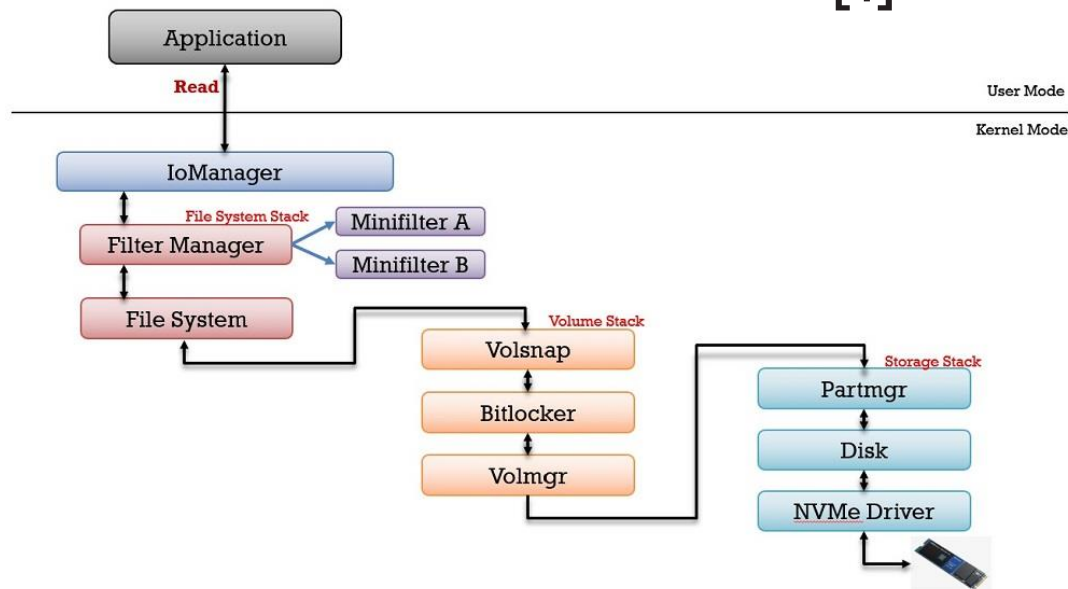 [4]
Application
Read
User Mode
Kernel Mode
IoManager
File System Stack
Filter Manager
Minifilter A
Minifilter B
File System
Volume Stack
Volsnap
Storage Stack
Partmgr
Bitlocker
Disk
Volmgr
NVMe Driver